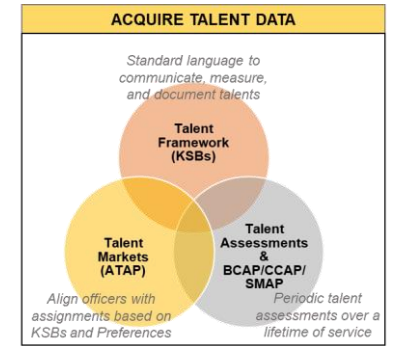 ACQUIRE TALENT DATA
Standard language to
communicate, measure,
and document talents
Talent
Framework
(KSBs)
Talent
Markets
(ATAP)
Talent
Assessments
&
BCAP/CCAP/
SMAP
Align officers with
assignments based on
KSBs and Preferences
Periodic talent
assessments over a
lifetime of service